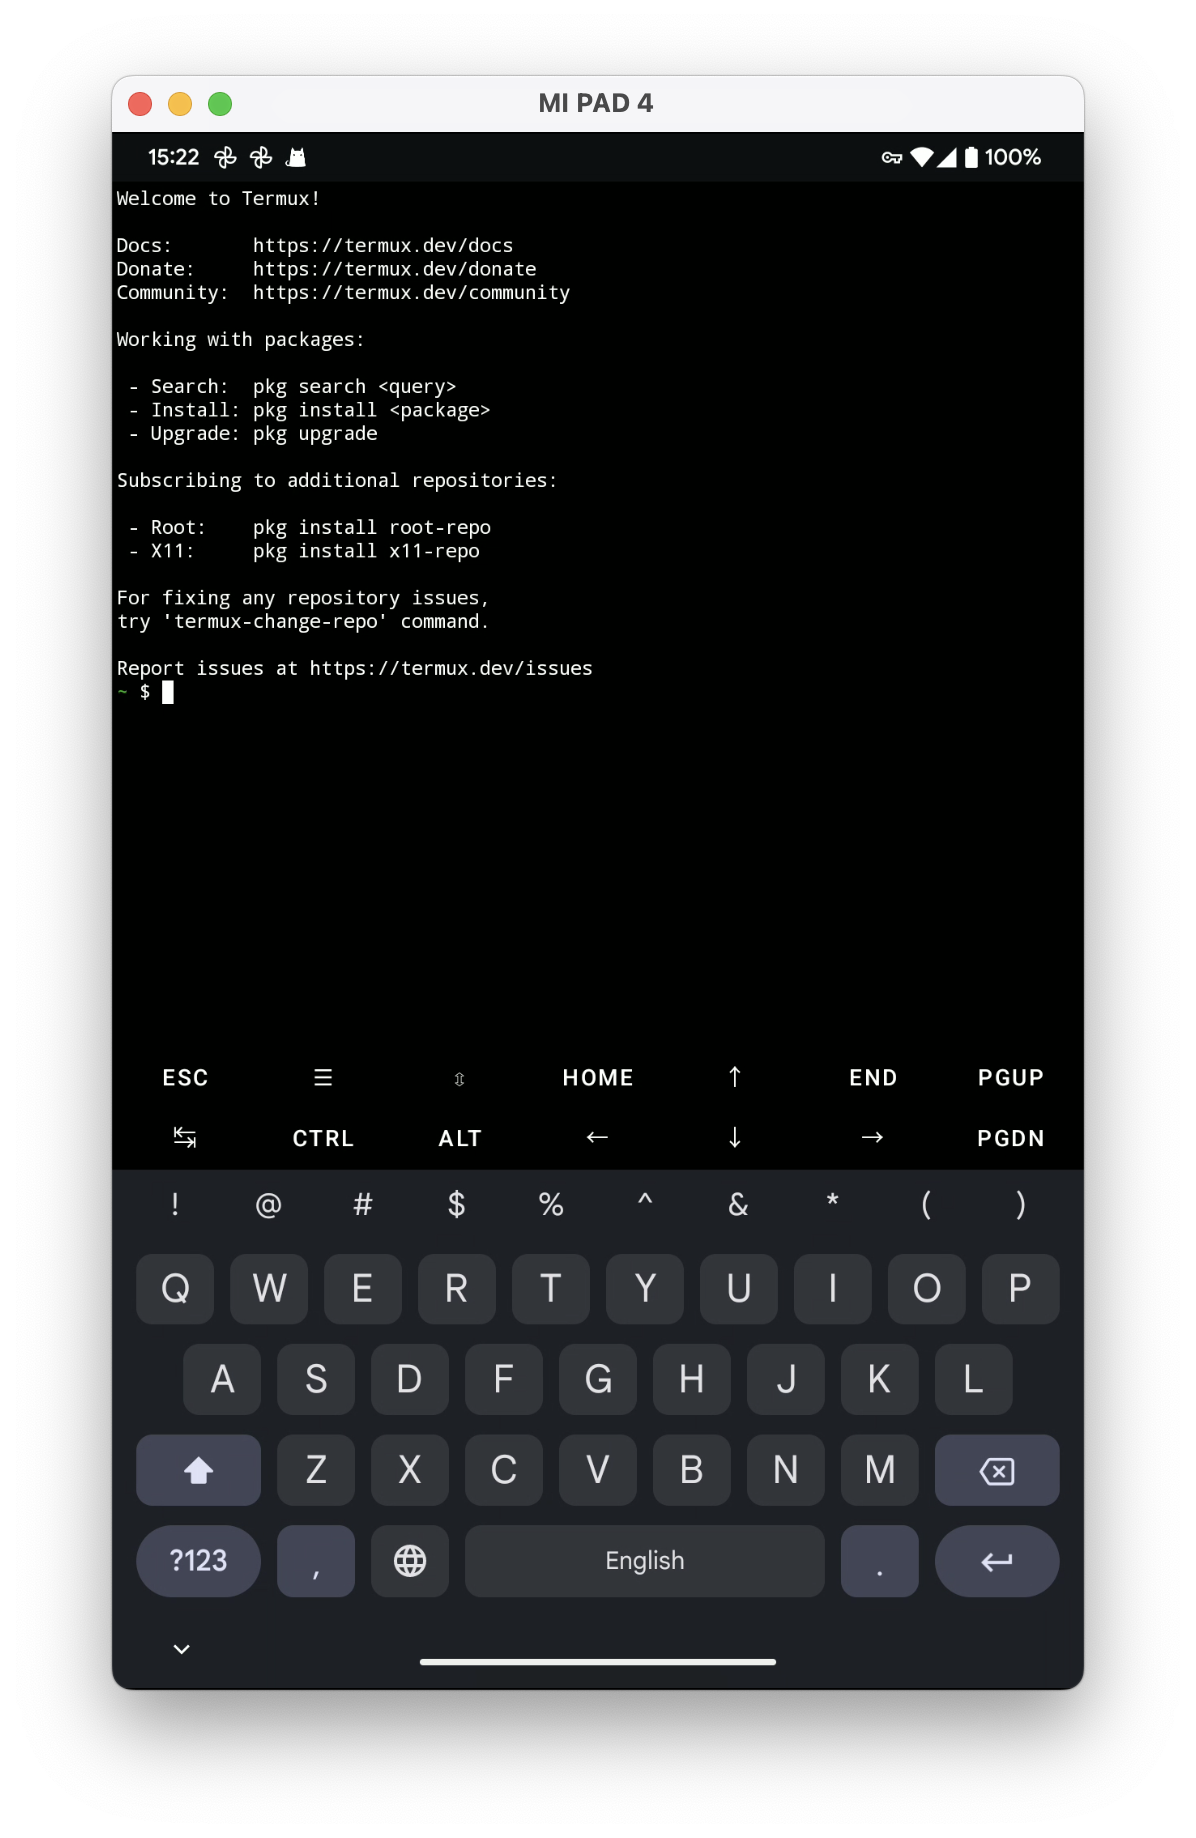 MI PAD 4
15:22 100%
Welcome to Termux!
Docs: https://termux.dev/docs
Donate: https://termux.dev/donate
Community: https://termux.dev/community
Working with packages:
- Search: pkg search <query>
- Install: pkg install <package>
- Upgrade: pkg upgrade
Subscribing to additional repositories:
- Root: pkg install root-repo
- X11: pkg install x11-repo
For fixing any repository issues,
try 'termux-change-repo' command.
Report issues at https://termux.dev/issues
~ $
ESC ☰ ⇳ HOME ↑ END PGUP
↹ CTRL ALT ← ↓ → PGDN
! @ # $ % ^ & * ( )
Q W E R T Y U I O P
A S D F G H J K L
Z X C V B N M
?123 , English .